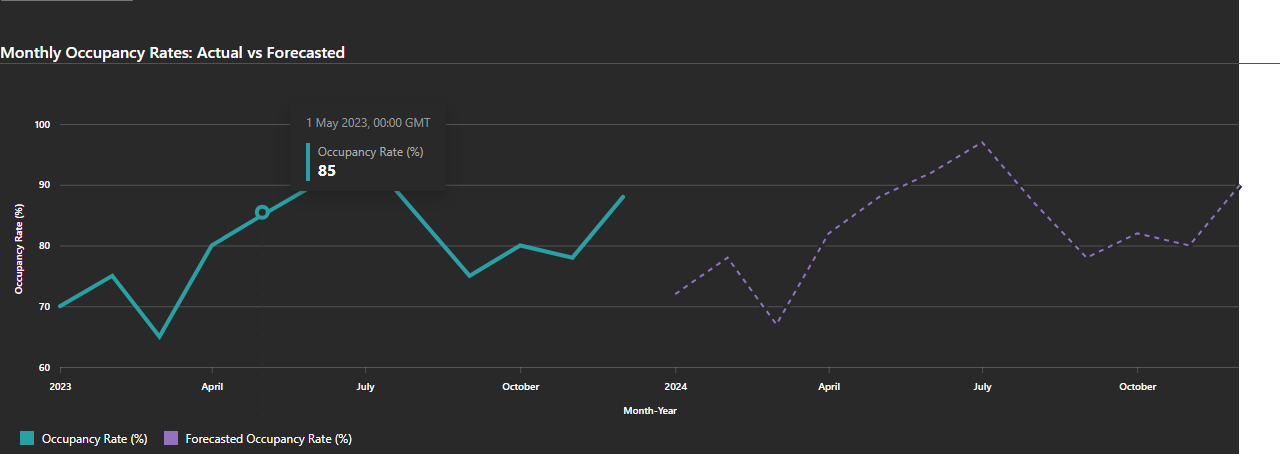 Monthly Occupancy Rates: Actual vs Forecasted
1 May 2023, 00:00 GMT
Occupancy Rate (%)
85
Occupancy Rate (%)
100
90
80
70
60
2023
April
July
October
2024
April
July
October
Month-Year
Occupancy Rate (%)
Forecasted Occupancy Rate (%)